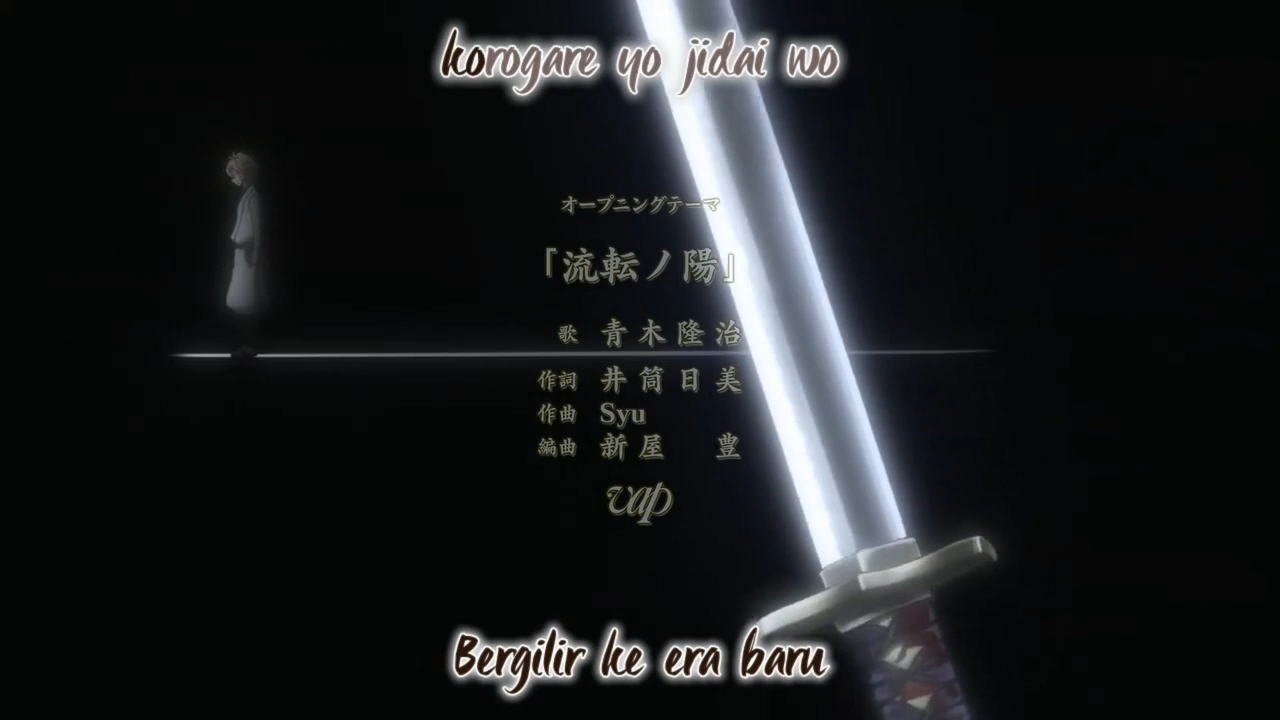 korogare yo jidai wo
オープニングテーマ
「流転ノ陽」
歌 青木隆治
作詞 井筒日美
作曲 Syu
編曲 新屋 豊
vap
Bergilir ke era baru